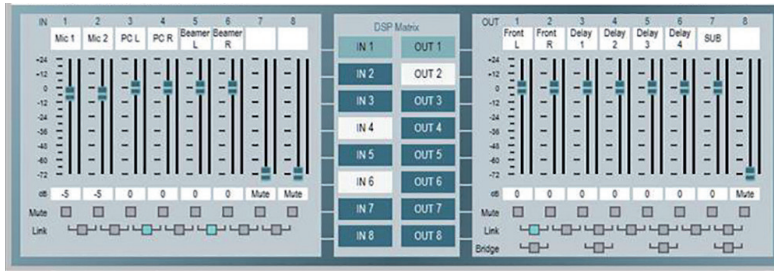 IN 1 2 3 4 5 6 7 8
Mic 1 Mic 2 PC L PC R Beamer L Beamer R
+24
+12
0
-12
-24
-36
-48
-60
-72
dB -5 -5 0 0 0 0 Mute Mute
Mute
Link
DSP Matrix
IN 1 OUT 1
IN 2 OUT 2
IN 3 OUT 3
IN 4 OUT 4
IN 5 OUT 5
IN 6 OUT 6
IN 7 OUT 7
IN 8 OUT 8
OUT 1 2 3 4 5 6 7 8
Front L Front R Delay 1 Delay 2 Delay 3 Delay 4 SUB
+24
+12
0
-12
-24
-36
-48
-60
-72
dB 0 0 0 0 0 0 0 Mute
Mute
Link
Bridge